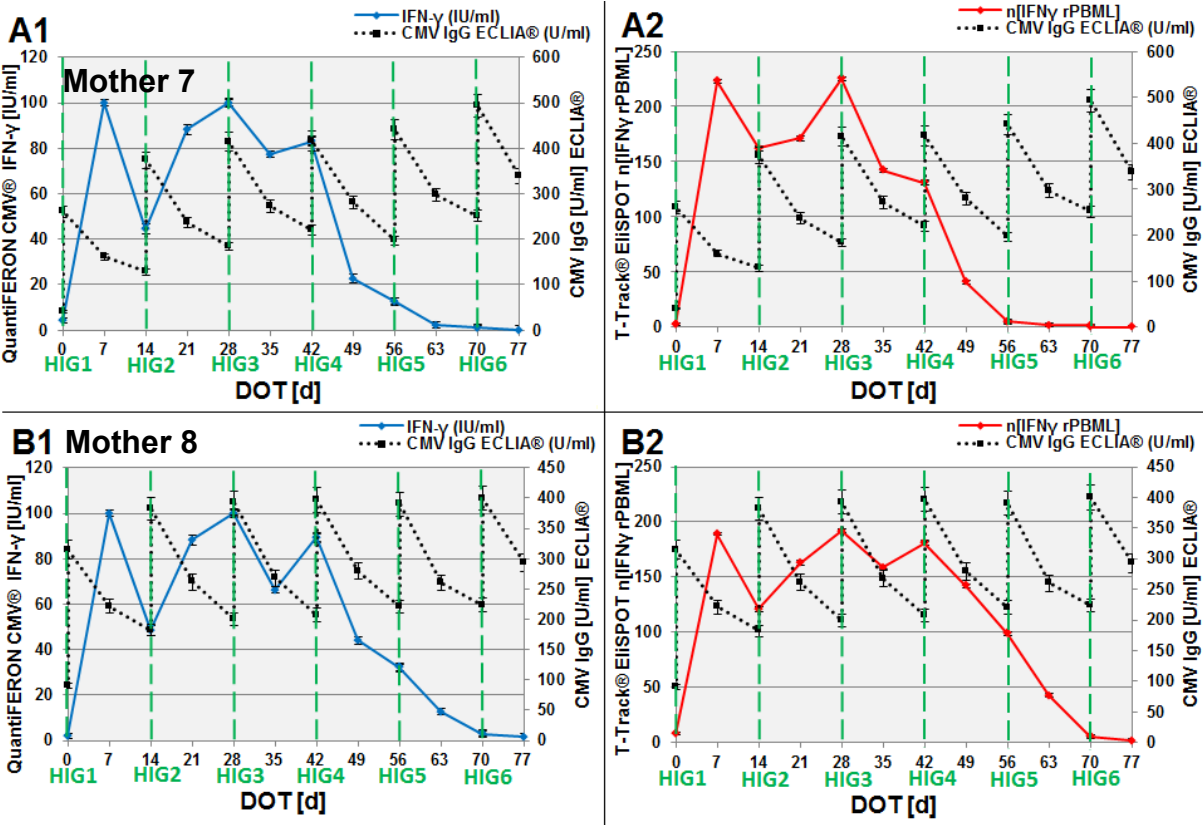 A1
Mother 7
IFN-γ (IU/ml)
CMV IgG ECLIA® (U/ml)
QuantiFERON CMV® IFN-γ [IU/ml]
120
100
80
60
40
20
0
CMV IgG [U/ml] ECLIA®
600
500
400
300
200
100
0
0 7 14 21 28 35 42 49 56 63 70 77
HIG1 HIG2 HIG3 HIG4 HIG5 HIG6
DOT [d]
A2
n[IFNγ rPBML]
CMV IgG ECLIA® (U/ml)
T-Track® EliSPOT n[IFNγ rPBML]
250
200
150
100
50
0
CMV IgG [U/ml] ECLIA®
600
500
400
300
200
100
0
0 7 14 21 28 35 42 49 56 63 70 77
HIG1 HIG2 HIG3 HIG4 HIG5 HIG6
DOT [d]
B1 Mother 8
IFN-γ (IU/ml)
CMV IgG ECLIA® (U/ml)
QuantiFERON CMV® IFN-γ [IU/ml]
120
100
80
60
40
20
0
CMV IgG [U/ml] ECLIA®
450
400
350
300
250
200
150
100
50
0
0 7 14 21 28 35 42 49 56 63 70 77
HIG1 HIG2 HIG3 HIG4 HIG5 HIG6
DOT [d]
B2
n[IFNγ rPBML]
CMV IgG ECLIA® (U/ml)
T-Track® EliSPOT n[IFNγ rPBML]
250
200
150
100
50
0
CMV IgG [U/ml] ECLIA®
450
400
350
300
250
200
150
100
50
0
0 7 14 21 28 35 42 49 56 63 70 77
HIG1 HIG2 HIG3 HIG4 HIG5 HIG6
DOT [d]